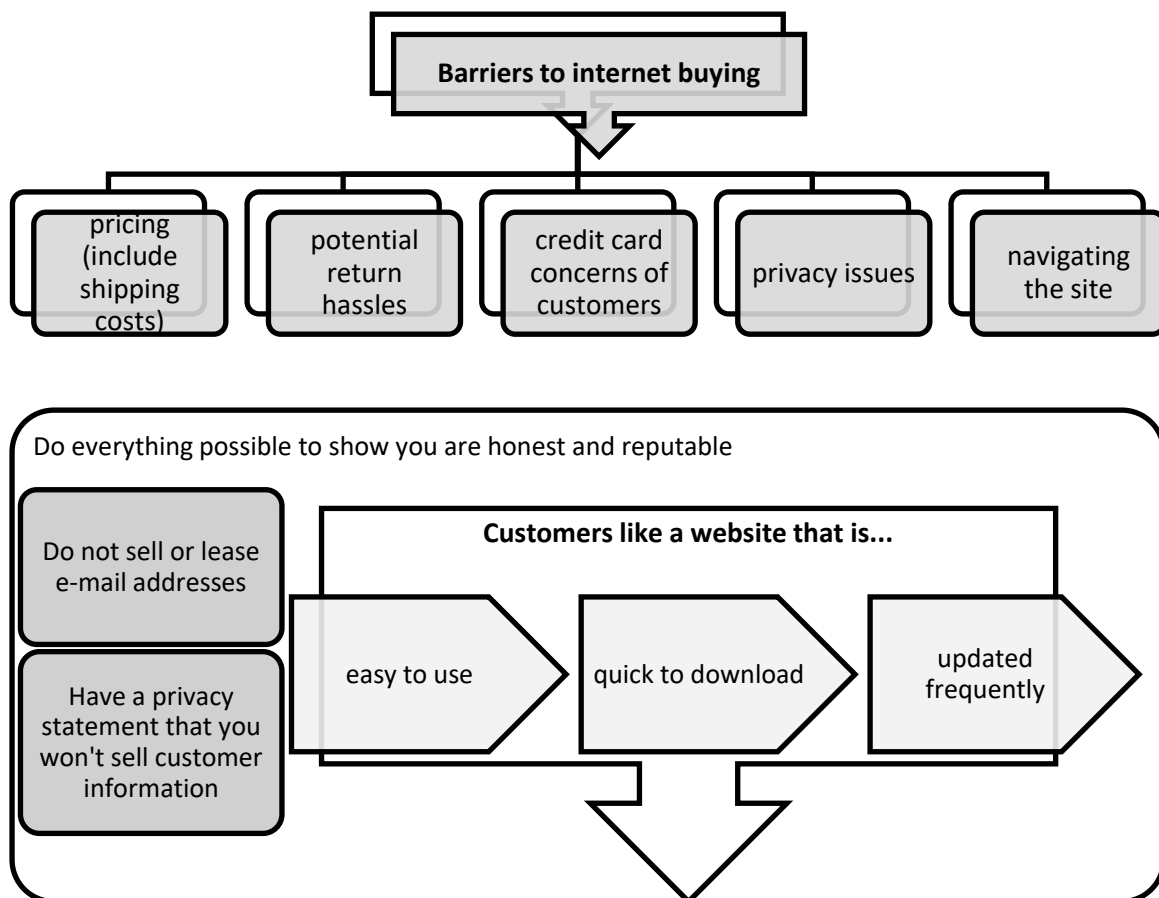 Barriers to internet buying
pricing
(include
shipping
costs)
potential
return
hassles
credit card
concerns of
customers
privacy issues
navigating
the site
Do everything possible to show you are honest and reputable
Do not sell or lease
e-mail addresses
Have a privacy
statement that you
won't sell customer
information
Customers like a website that is...
easy to use
quick to download
updated
frequently